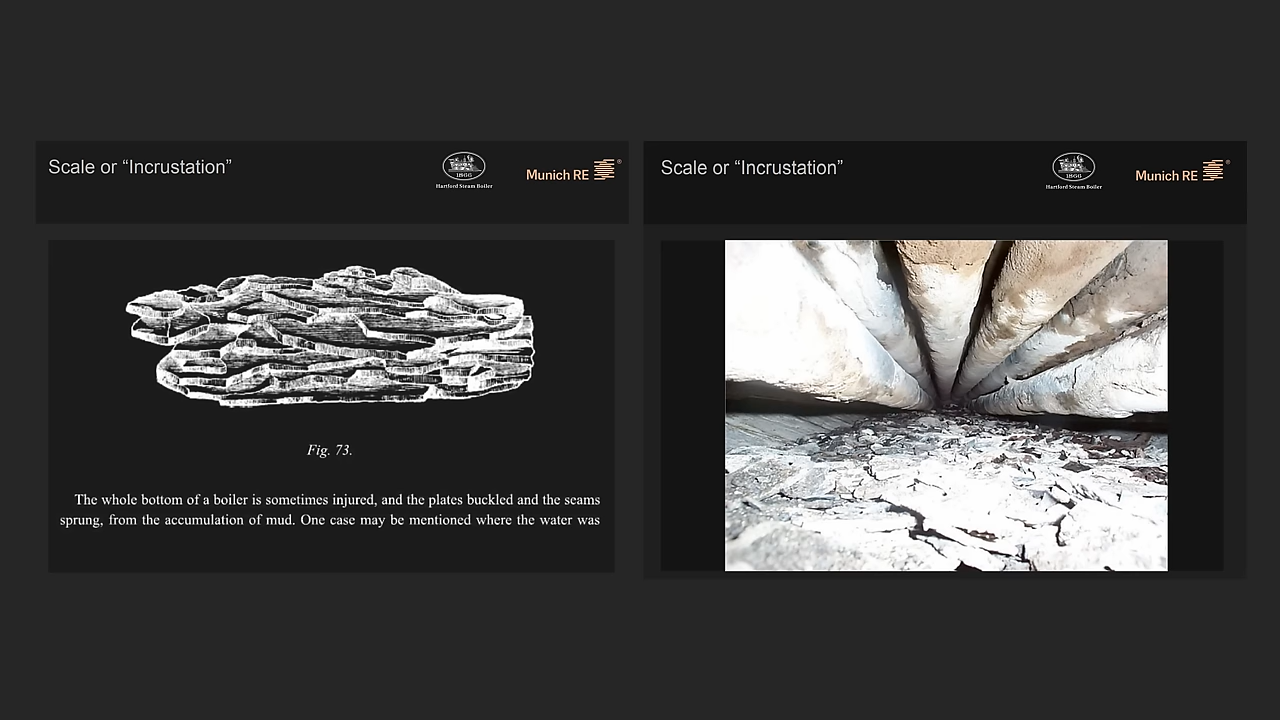 Scale or “Incrustation”
1866
Hartford Steam Boiler
Munich RE
Fig. 73.
The whole bottom of a boiler is sometimes injured, and the plates buckled and the seams
sprung, from the accumulation of mud. One case may be mentioned where the water was
Scale or “Incrustation”
1866
Hartford Steam Boiler
Munich RE